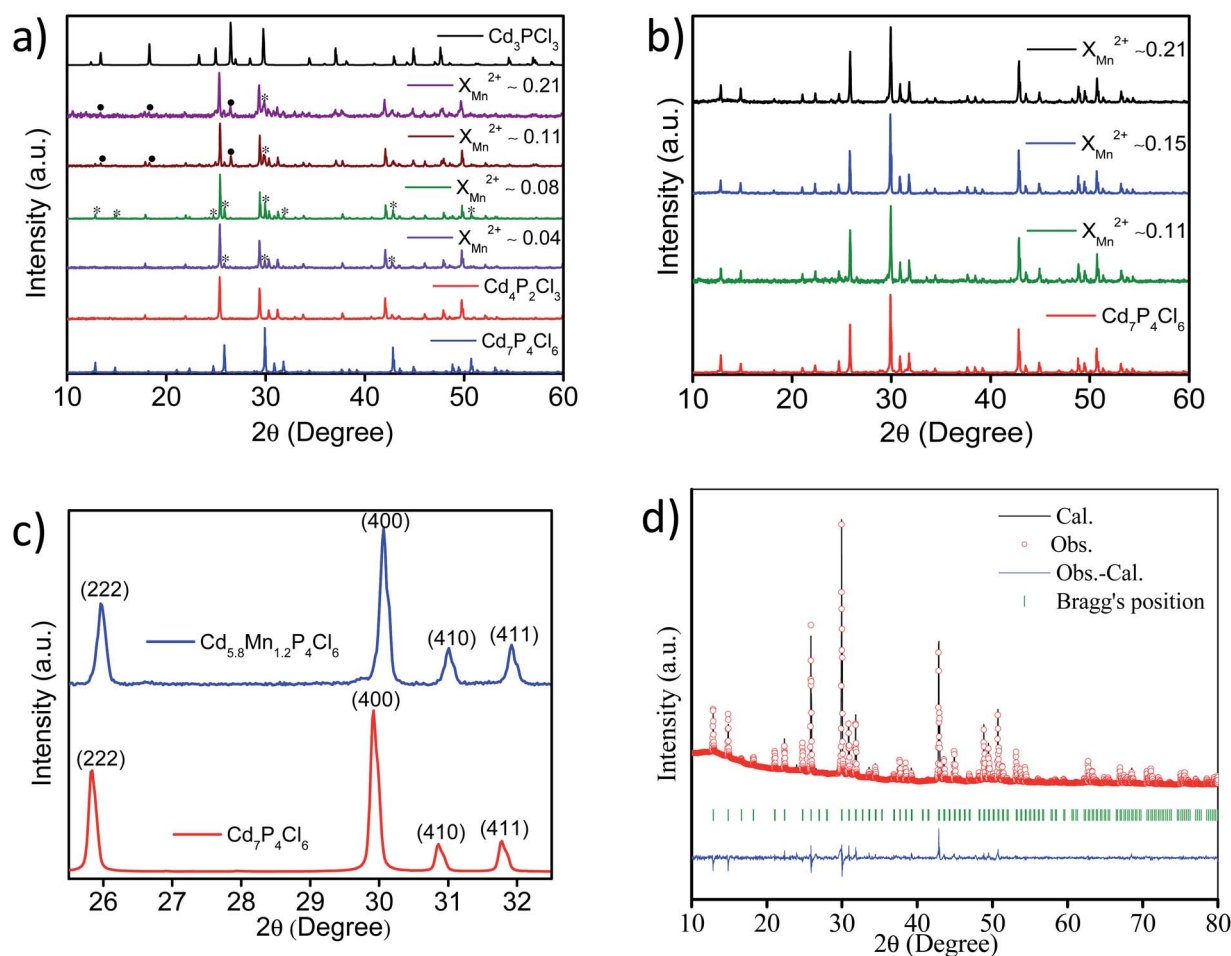 a)
Cd3PCl3
XMn2+ ~ 0.21
XMn2+ ~ 0.11
XMn2+ ~ 0.08
XMn2+ ~ 0.04
Cd4P2Cl3
Cd7P4Cl6
Intensity (a.u.)
10 20 30 40 50 60
2θ (Degree)
b)
XMn2+ ~0.21
XMn2+ ~0.15
XMn2+ ~0.11
Cd7P4Cl6
Intensity (a.u.)
10 20 30 40 50 60
2θ (Degree)
c)
(400)
(222)
Cd5.8Mn1.2P4Cl6
(410) (411)
(400)
(222)
Cd7P4Cl6
(410) (411)
Intensity (a.u.)
26 27 28 29 30 31 32
2θ (Degree)
d)
Cal.
Obs.
Obs.-Cal.
Bragg's position
Intensity (a.u.)
10 20 30 40 50 60 70 80
2θ (Degree)